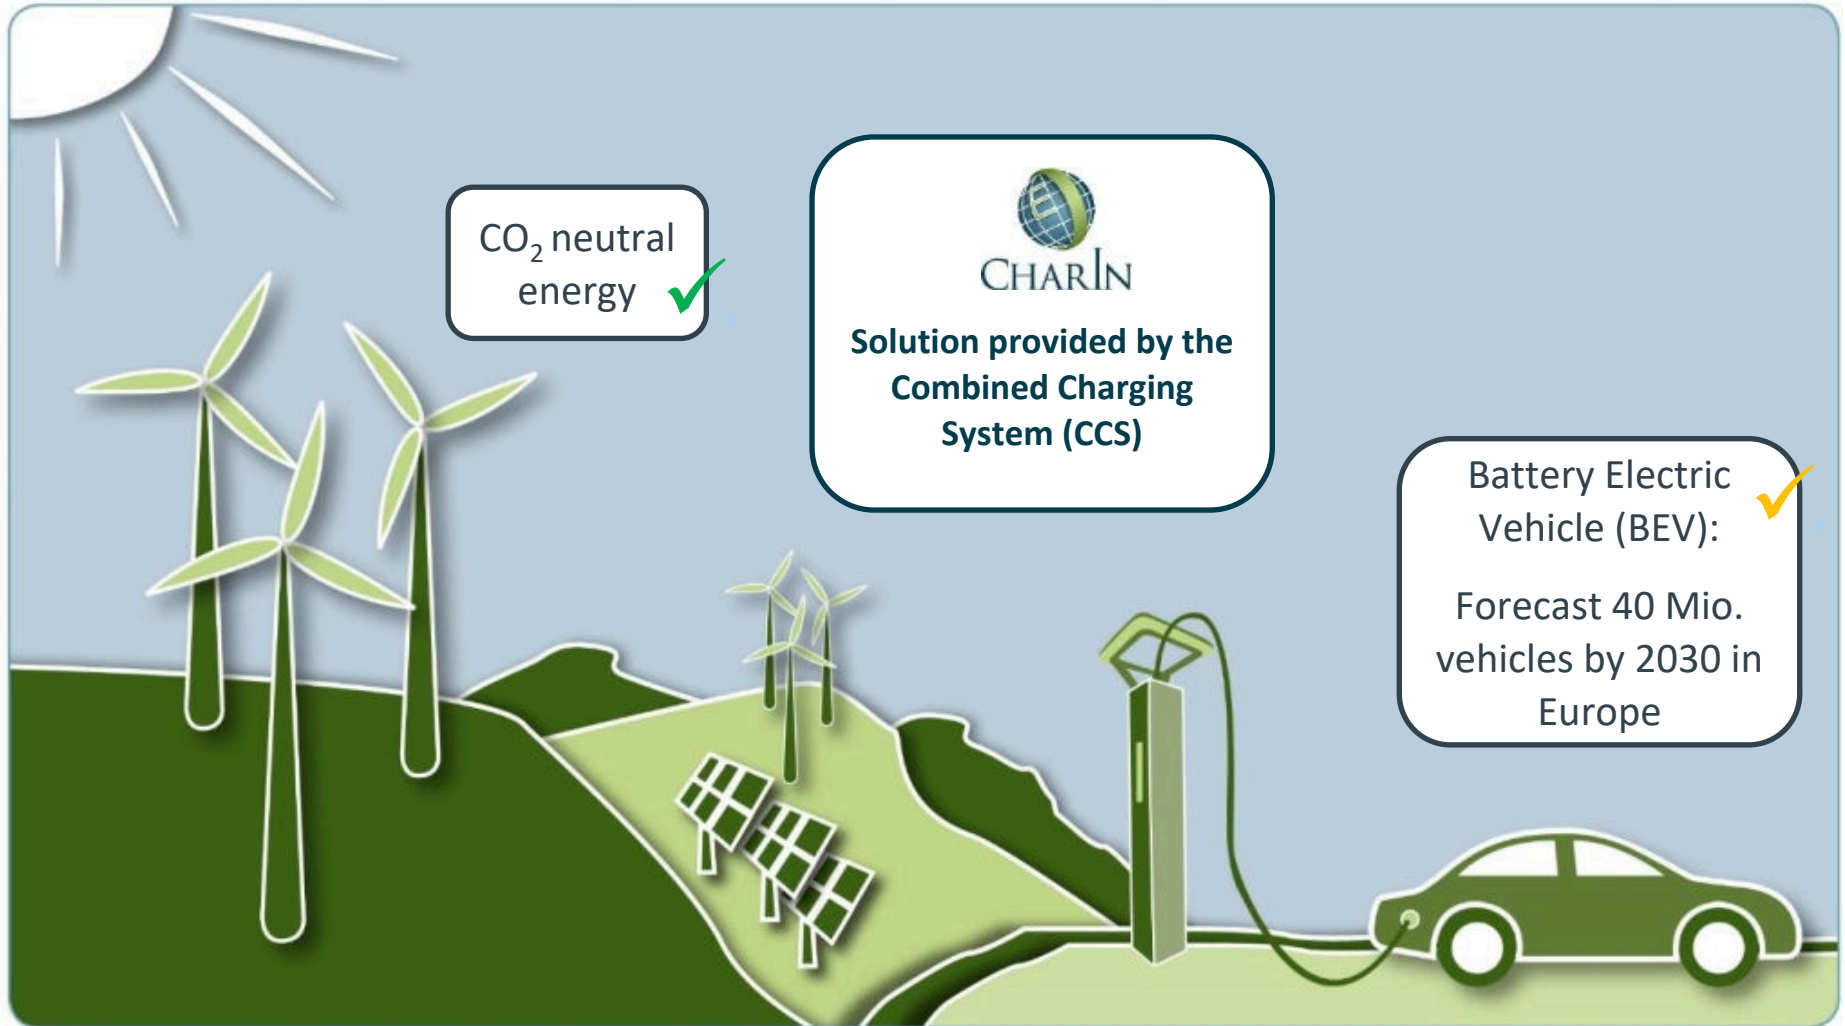 CO₂ neutral
energy
CHARIN
Solution provided by the
Combined Charging
System (CCS)
Battery Electric
Vehicle (BEV):
Forecast 40 Mio.
vehicles by 2030 in
Europe